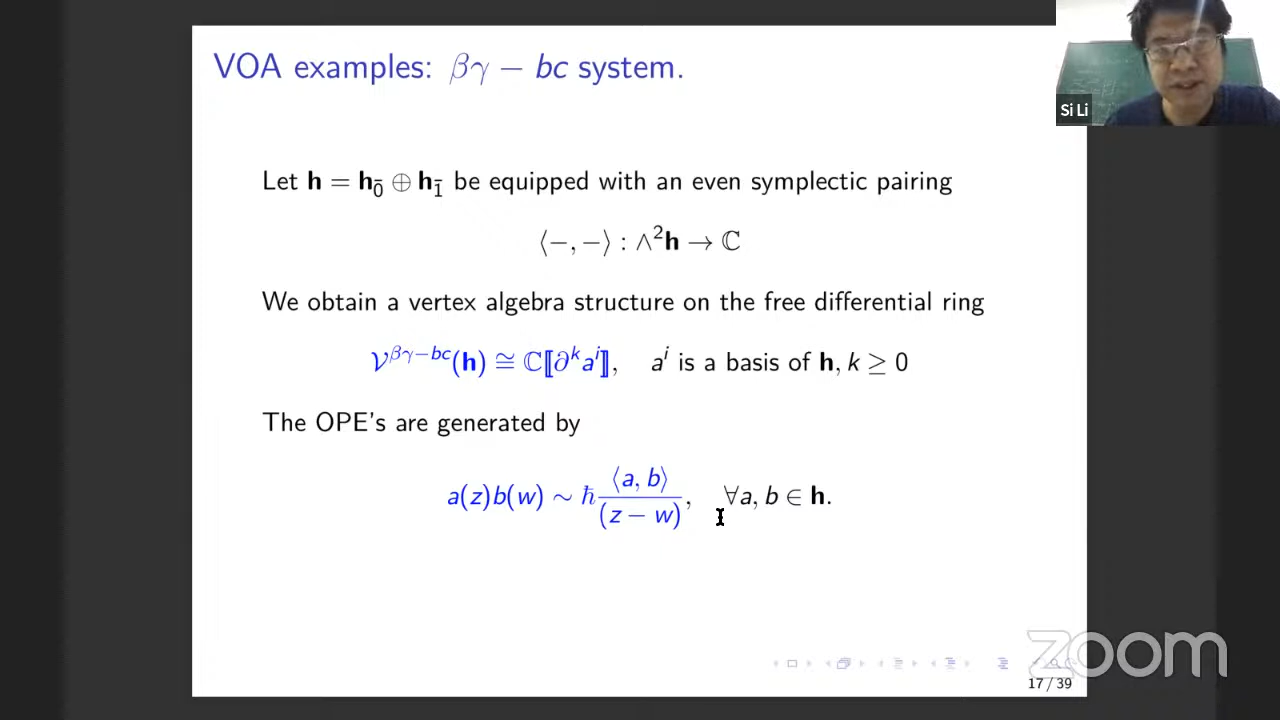 VOA examples: βγ − bc system.
Si Li
Let h = h_0̄ ⊕ h_1̄ be equipped with an even symplectic pairing
⟨−, −⟩ : ∧²h → ℂ
We obtain a vertex algebra structure on the free differential ring
𝒱^{βγ−bc}(h) ≅ ℂ⟦∂^k a^i⟧, a^i is a basis of h, k ≥ 0
The OPE's are generated by
a(z)b(w) ∼ ℏ ⟨a, b⟩/(z − w), ∀a, b ∈ h.
zoom
17 / 39